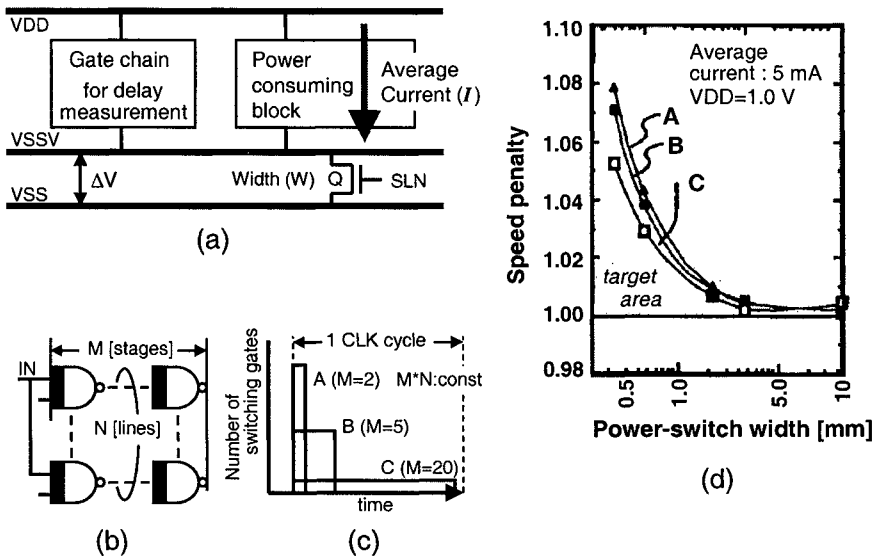 VDD
Gate chain
for delay
measurement
Power
consuming
block
Average
Current (I)
VSSV
ΔV
Width (W)
Q
SLN
VSS
(a)
M [stages]
IN
N [lines]
(b)
1 CLK cycle
A (M=2)
M*N:const
B (M=5)
C (M=20)
Number of
switching gates
time
(c)
1.10
1.08
1.06
1.04
1.02
1.00
0.98
Speed penalty
Average
current : 5 mA
VDD=1.0 V
A
B
C
target
area
0.5
1.0
5.0
10
Power-switch width [mm]
(d)